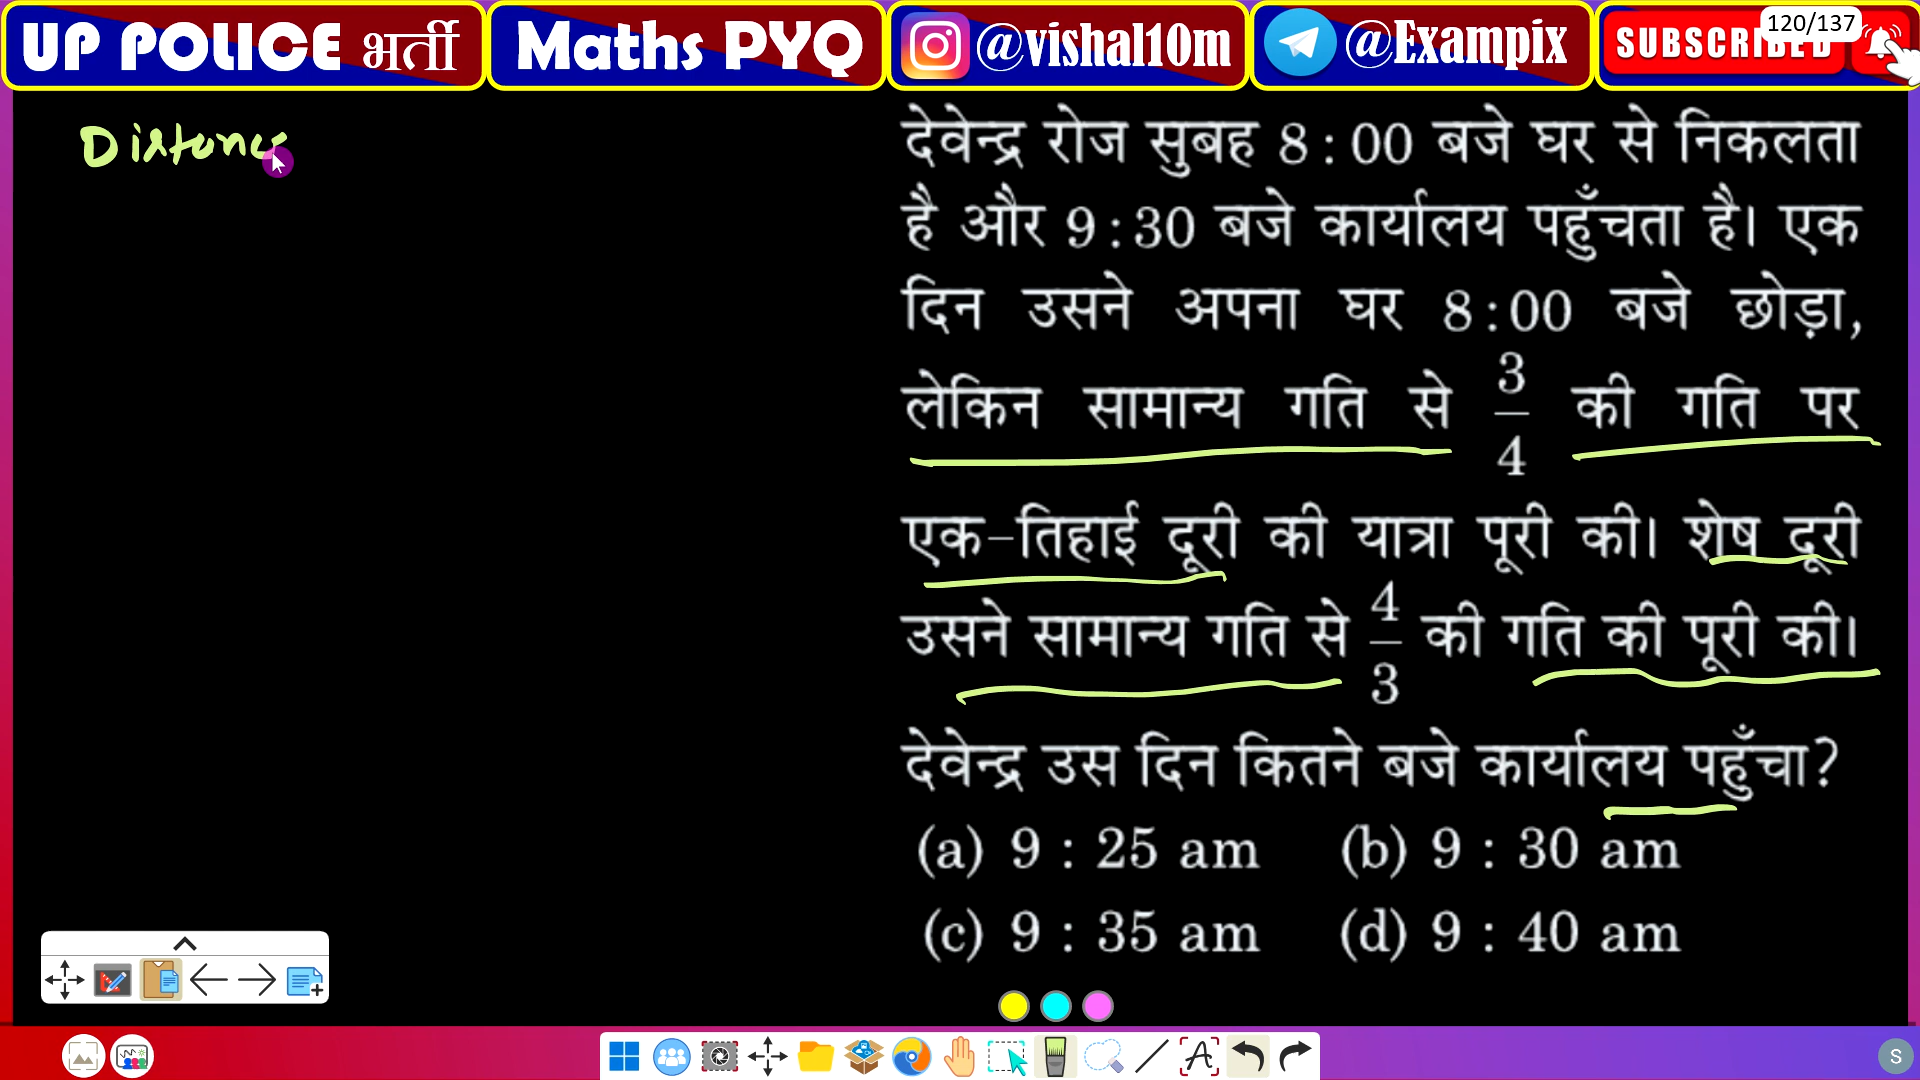 UP POLICE भर्ती Maths PYQ @vishal10m @Exampix SUBSCRIBED 120/137
Distance
देवेन्द्र रोज सुबह 8 : 00 बजे घर से निकलता
है और 9 : 30 बजे कार्यालय पहुँचता है। एक
दिन उसने अपना घर 8 : 00 बजे छोड़ा,
लेकिन सामान्य गति से 3/4 की गति पर
एक-तिहाई दूरी की यात्रा पूरी की। शेष दूरी
उसने सामान्य गति से 4/3 की गति की पूरी की।
देवेन्द्र उस दिन कितने बजे कार्यालय पहुँचा?
(a) 9 : 25 am (b) 9 : 30 am
(c) 9 : 35 am (d) 9 : 40 am
S